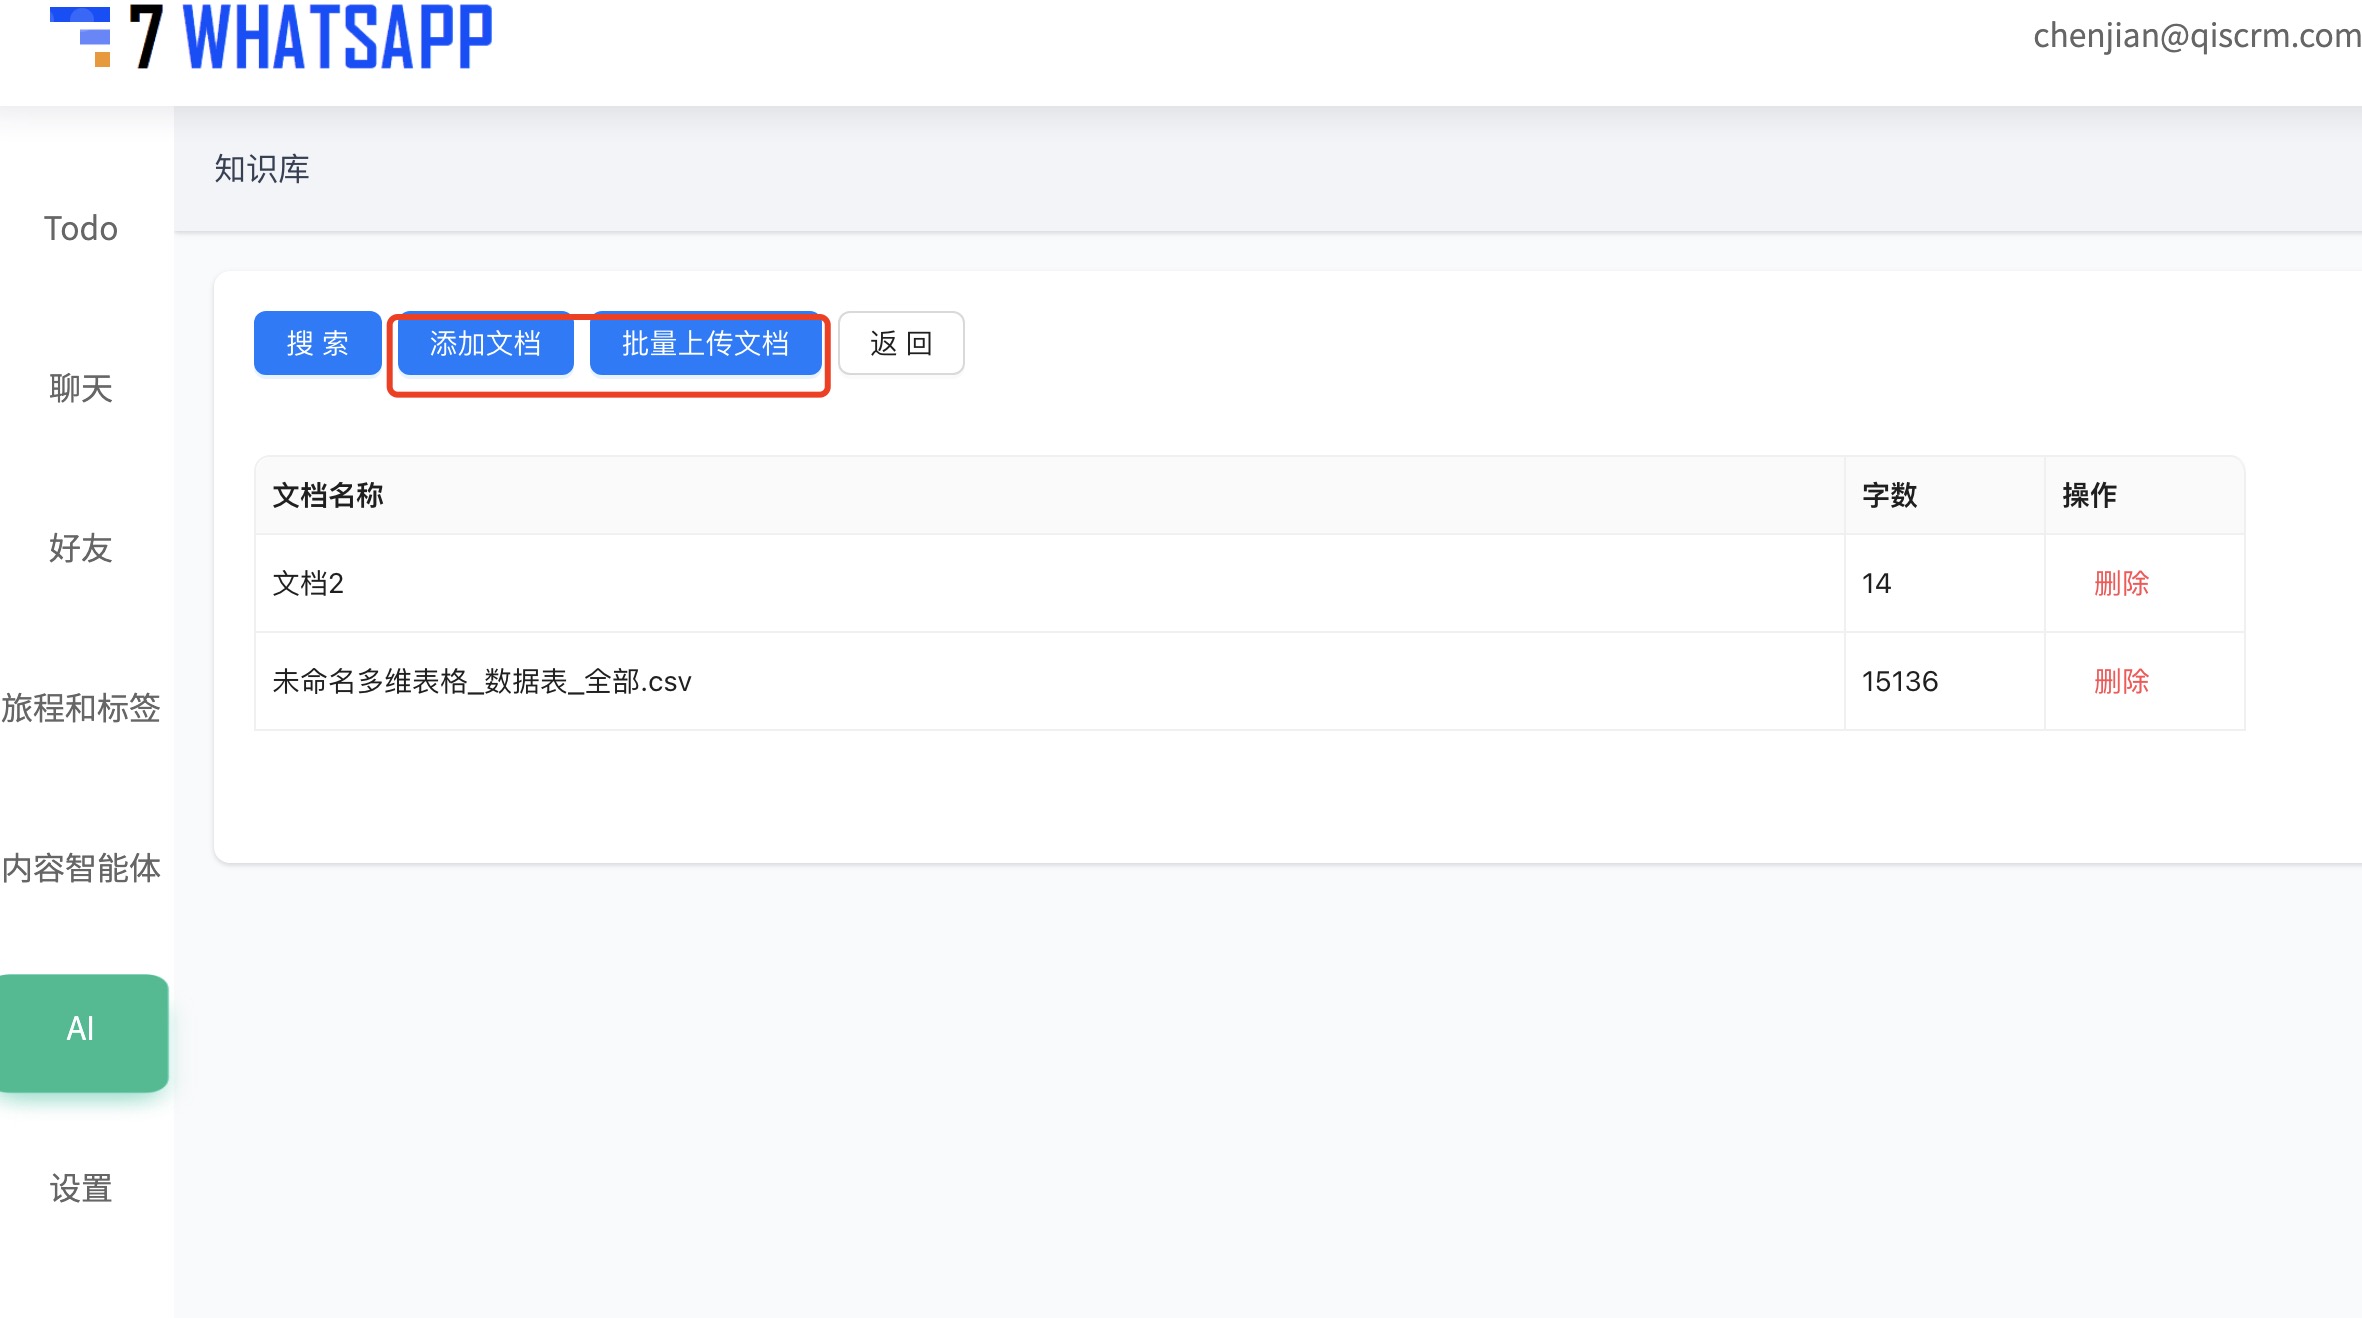 7 WHATSAPP
chenjian@qiscrm.com
知识库
Todo
聊天
好友
旅程和标签
内容智能体
AI
设置
搜 索 添加文档 批量上传文档 返 回
文档名称 字数 操作
文档2 14 删除
未命名多维表格_数据表_全部.csv 15136 删除